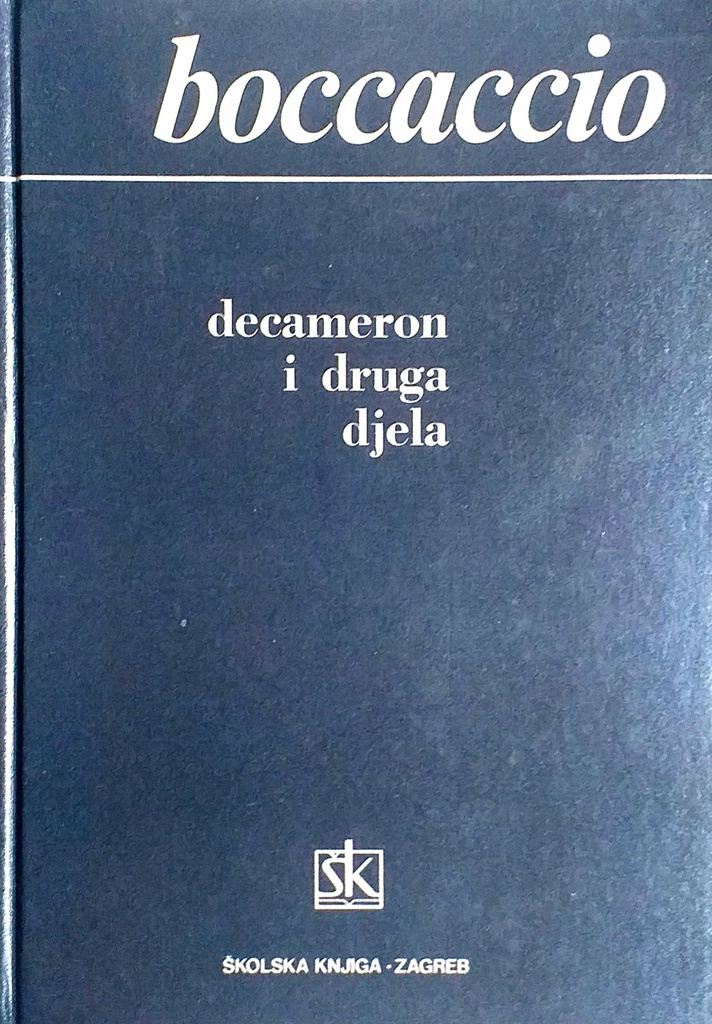 boccaccio
decameron
i druga
djela
ŠK
ŠKOLSKA KNJIGA · ZAGREB